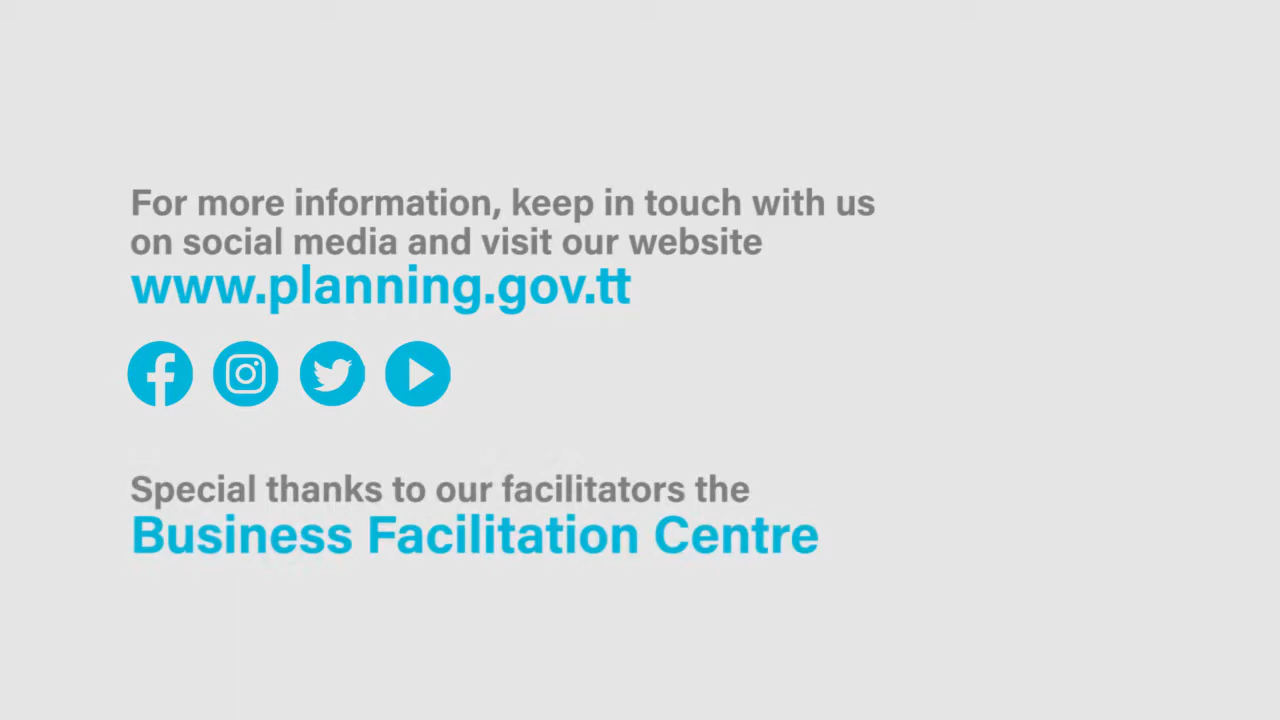 For more information, keep in touch with us
on social media and visit our website
www.planning.gov.tt
Special thanks to our facilitators the
Business Facilitation Centre